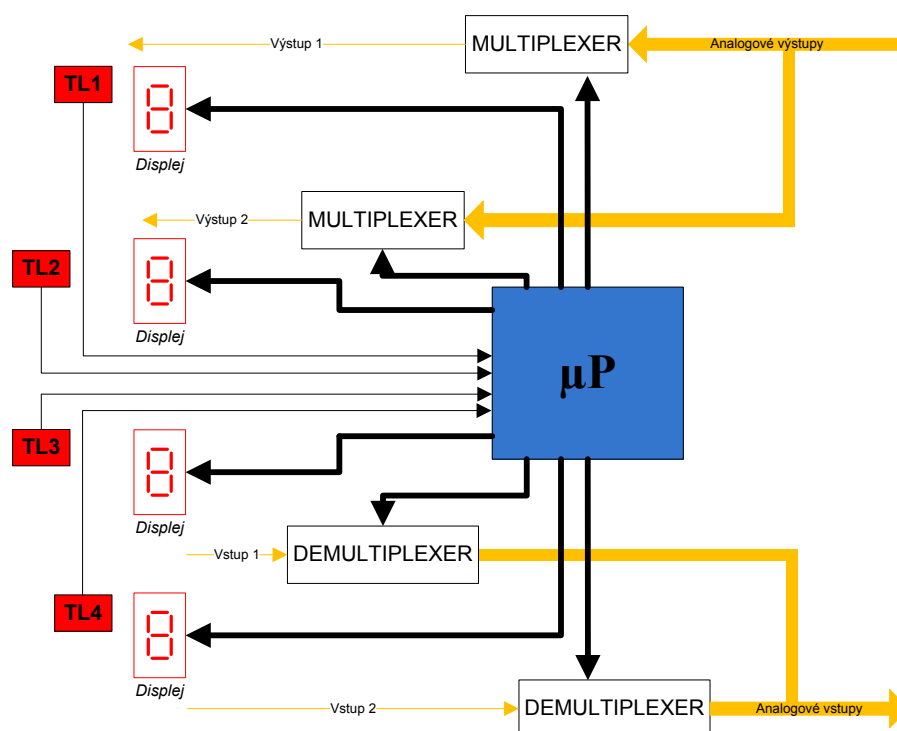 Výstup 1
MULTIPLEXER
Analogové výstupy
TL1
Displej
Výstup 2
MULTIPLEXER
TL2
Displej
µP
TL3
Displej
Vstup 1
DEMULTIPLEXER
TL4
Displej
Vstup 2
DEMULTIPLEXER
Analogové vstupy